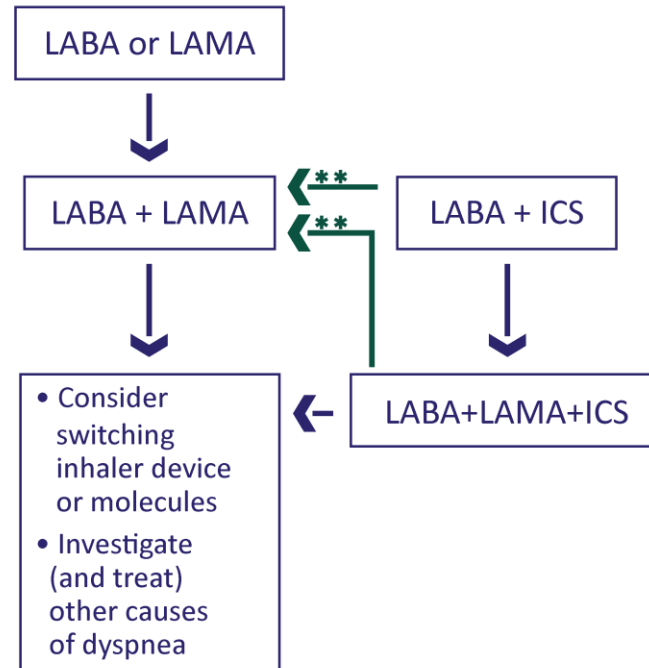 LABA or LAMA
**
LABA + LAMA
LABA + ICS
**
• Consider
switching
inhaler device
or molecules
• Investigate
(and treat)
other causes
of dyspnea
LABA+LAMA+ICS